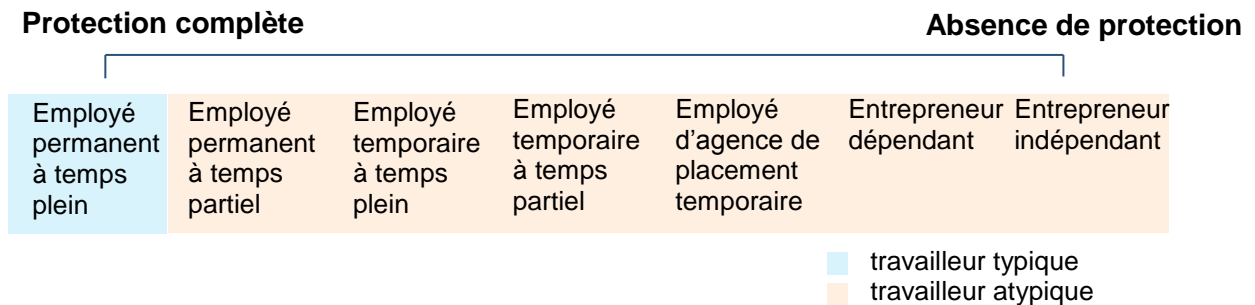 Protection complète
Absence de protection
Employé
permanent
à temps
plein
Employé
permanent
à temps
partiel
Employé
temporaire
à temps
plein
Employé
temporaire
à temps
partiel
Employé
d'agence de
placement
temporaire
Entrepreneur
dépendant
Entrepreneur
indépendant
travailleur typique
travailleur atypique